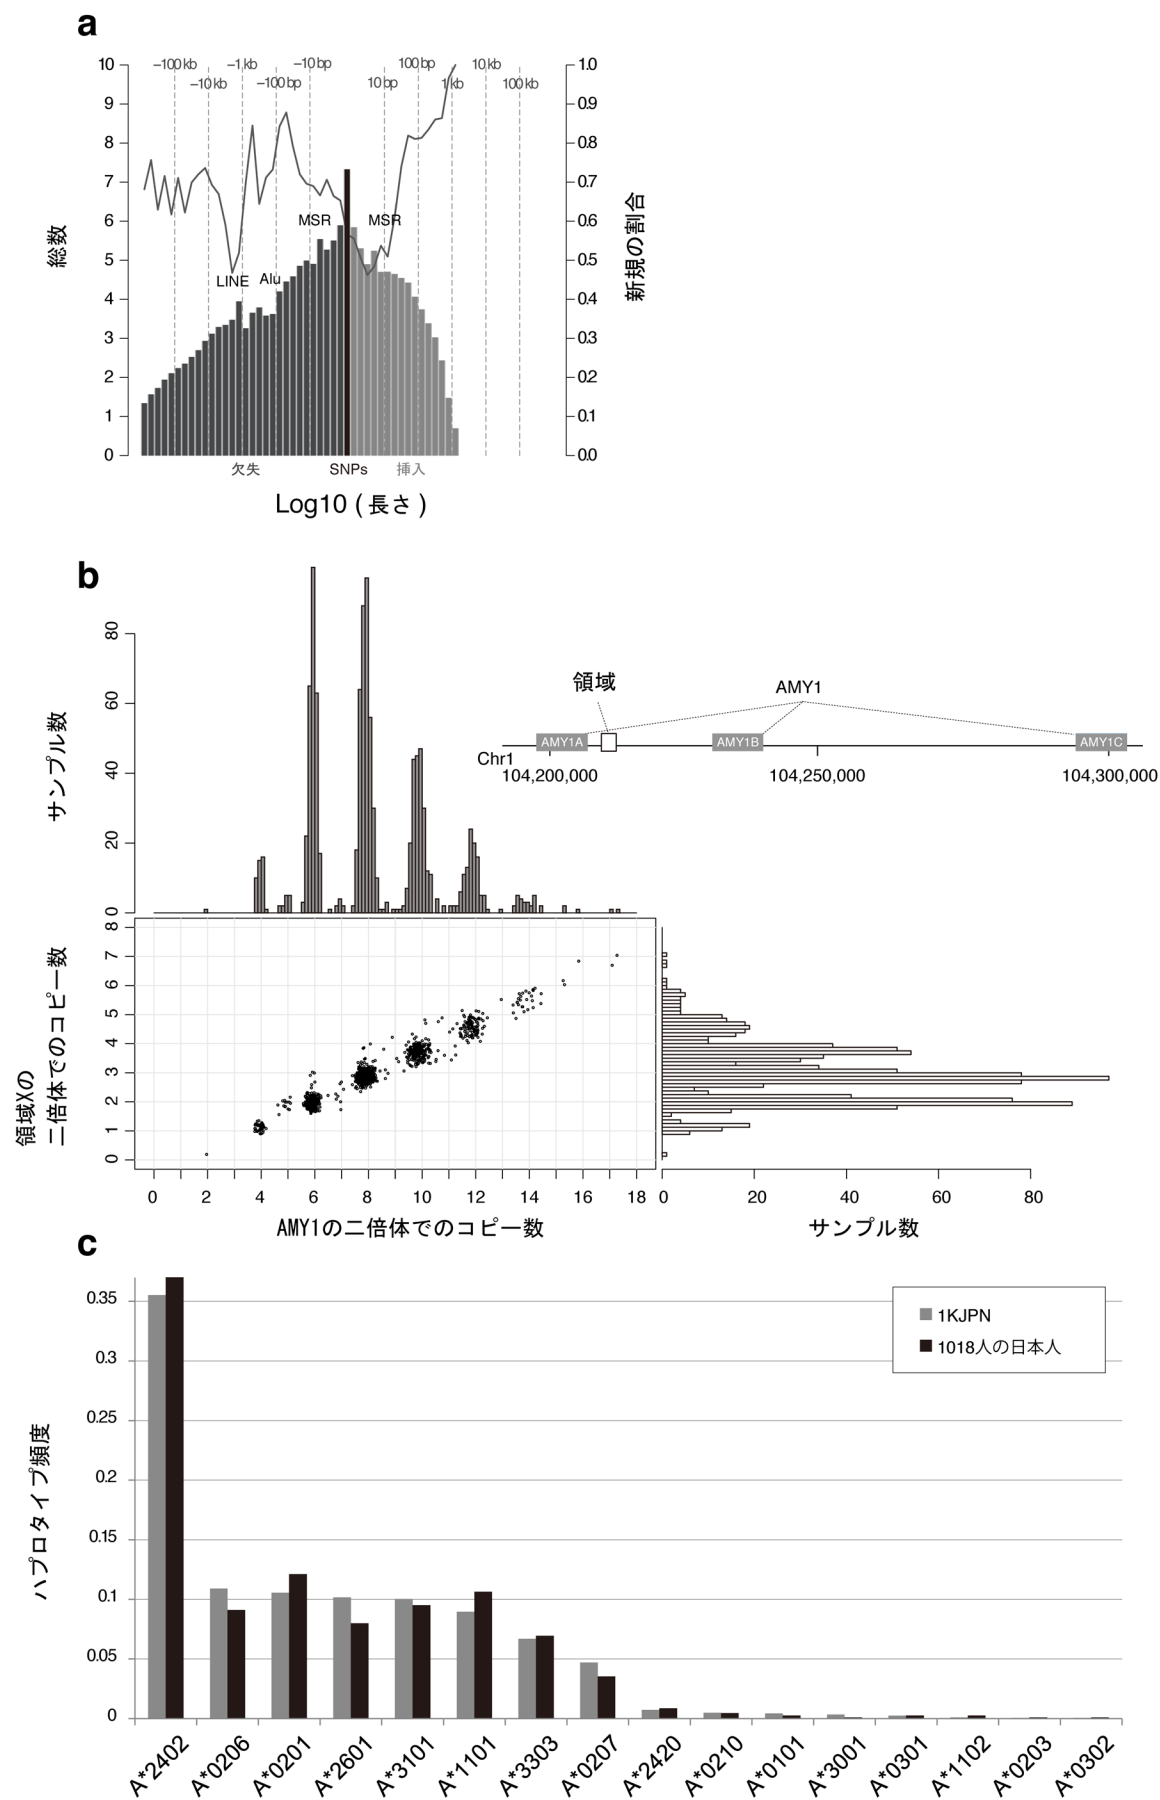 a
−100 kb −1 kb −10 bp 100 bp 10 kb
−10 kb −100 bp 10 bp 1 kb 100 kb
10
9
8
7
6
5
4
3
2
1
0
総数
1.0
0.9
0.8
0.7
0.6
0.5
0.4
0.3
0.2
0.1
0.0
新規の割合
MSR MSR
LINE Alu
欠失 SNPs 挿入
Log10 ( 長さ )
b
80
60
40
20
0
サンプル数
領域 AMY1
AMY1A AMY1B AMY1C
Chr1
104,200,000 104,250,000 104,300,000
8
7
6
5
4
3
2
1
0
領域Xの
二倍体でのコピー数
0 2 4 6 8 10 12 14 16 18
AMY1の二倍体でのコピー数
0 20 40 60 80
サンプル数
c
0.35
0.3
0.25
0.2
0.15
0.1
0.05
0
ハプロタイプ頻度
1KJPN
1018人の日本人
A*2402 A*0206 A*0201 A*2601 A*3101 A*1101 A*3303 A*0207 A*2420 A*0210 A*0101 A*3001 A*0301 A*1102 A*0203 A*0302